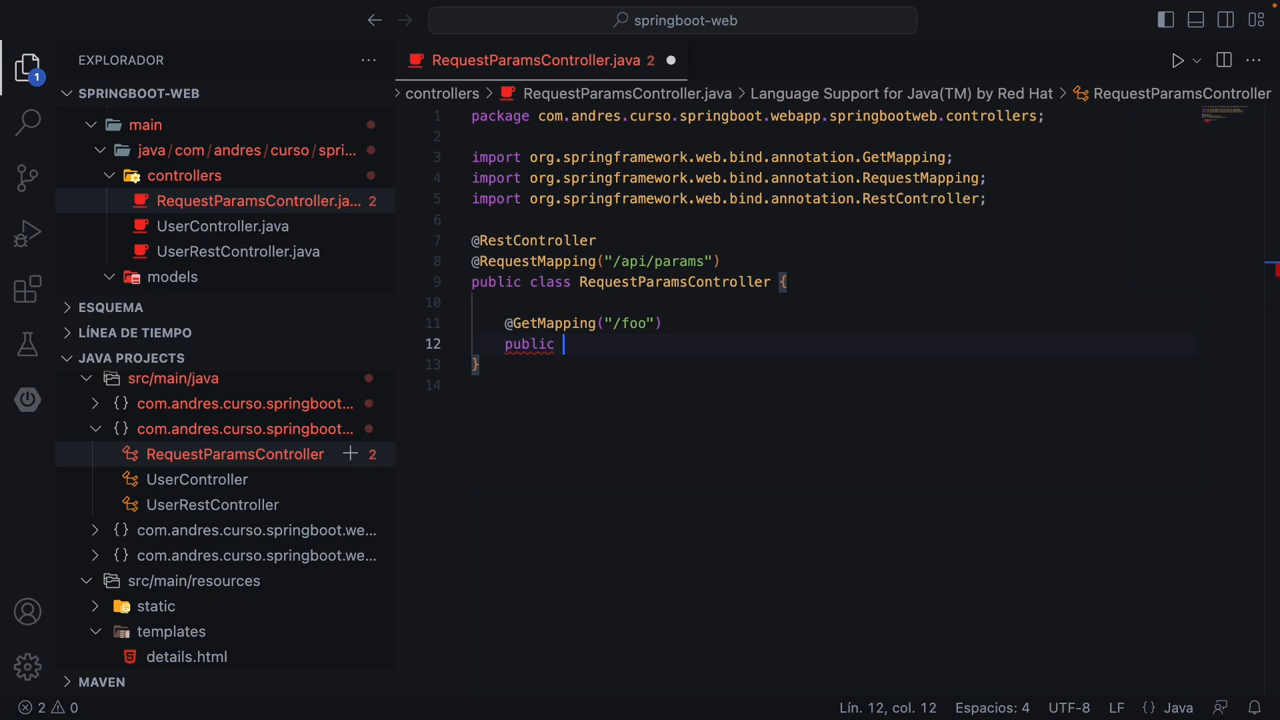 springboot-web
EXPLORADOR
1
SPRINGBOOT-WEB
main
java/com/andres/curso/spri...
controllers
RequestParamsController.ja... 2
UserController.java
UserRestController.java
models
ESQUEMA
LÍNEA DE TIEMPO
JAVA PROJECTS
src/main/java
{} com.andres.curso.springboot...
{} com.andres.curso.springboot...
RequestParamsController 2
UserController
UserRestController
{} com.andres.curso.springboot.we...
{} com.andres.curso.springboot.we...
src/main/resources
static
templates
details.html
MAVEN
RequestParamsController.java 2
controllers > RequestParamsController.java > Language Support for Java(TM) by Red Hat > RequestParamsController
1 package com.andres.curso.springboot.webapp.springbootweb.controllers;
2
3 import org.springframework.web.bind.annotation.GetMapping;
4 import org.springframework.web.bind.annotation.RequestMapping;
5 import org.springframework.web.bind.annotation.RestController;
6
7 @RestController
8 @RequestMapping("/api/params")
9 public class RequestParamsController {
10
11 @GetMapping("/foo")
12 public
13 }
14
2 0
Lín. 12, col. 12 Espacios: 4 UTF-8 LF {} Java